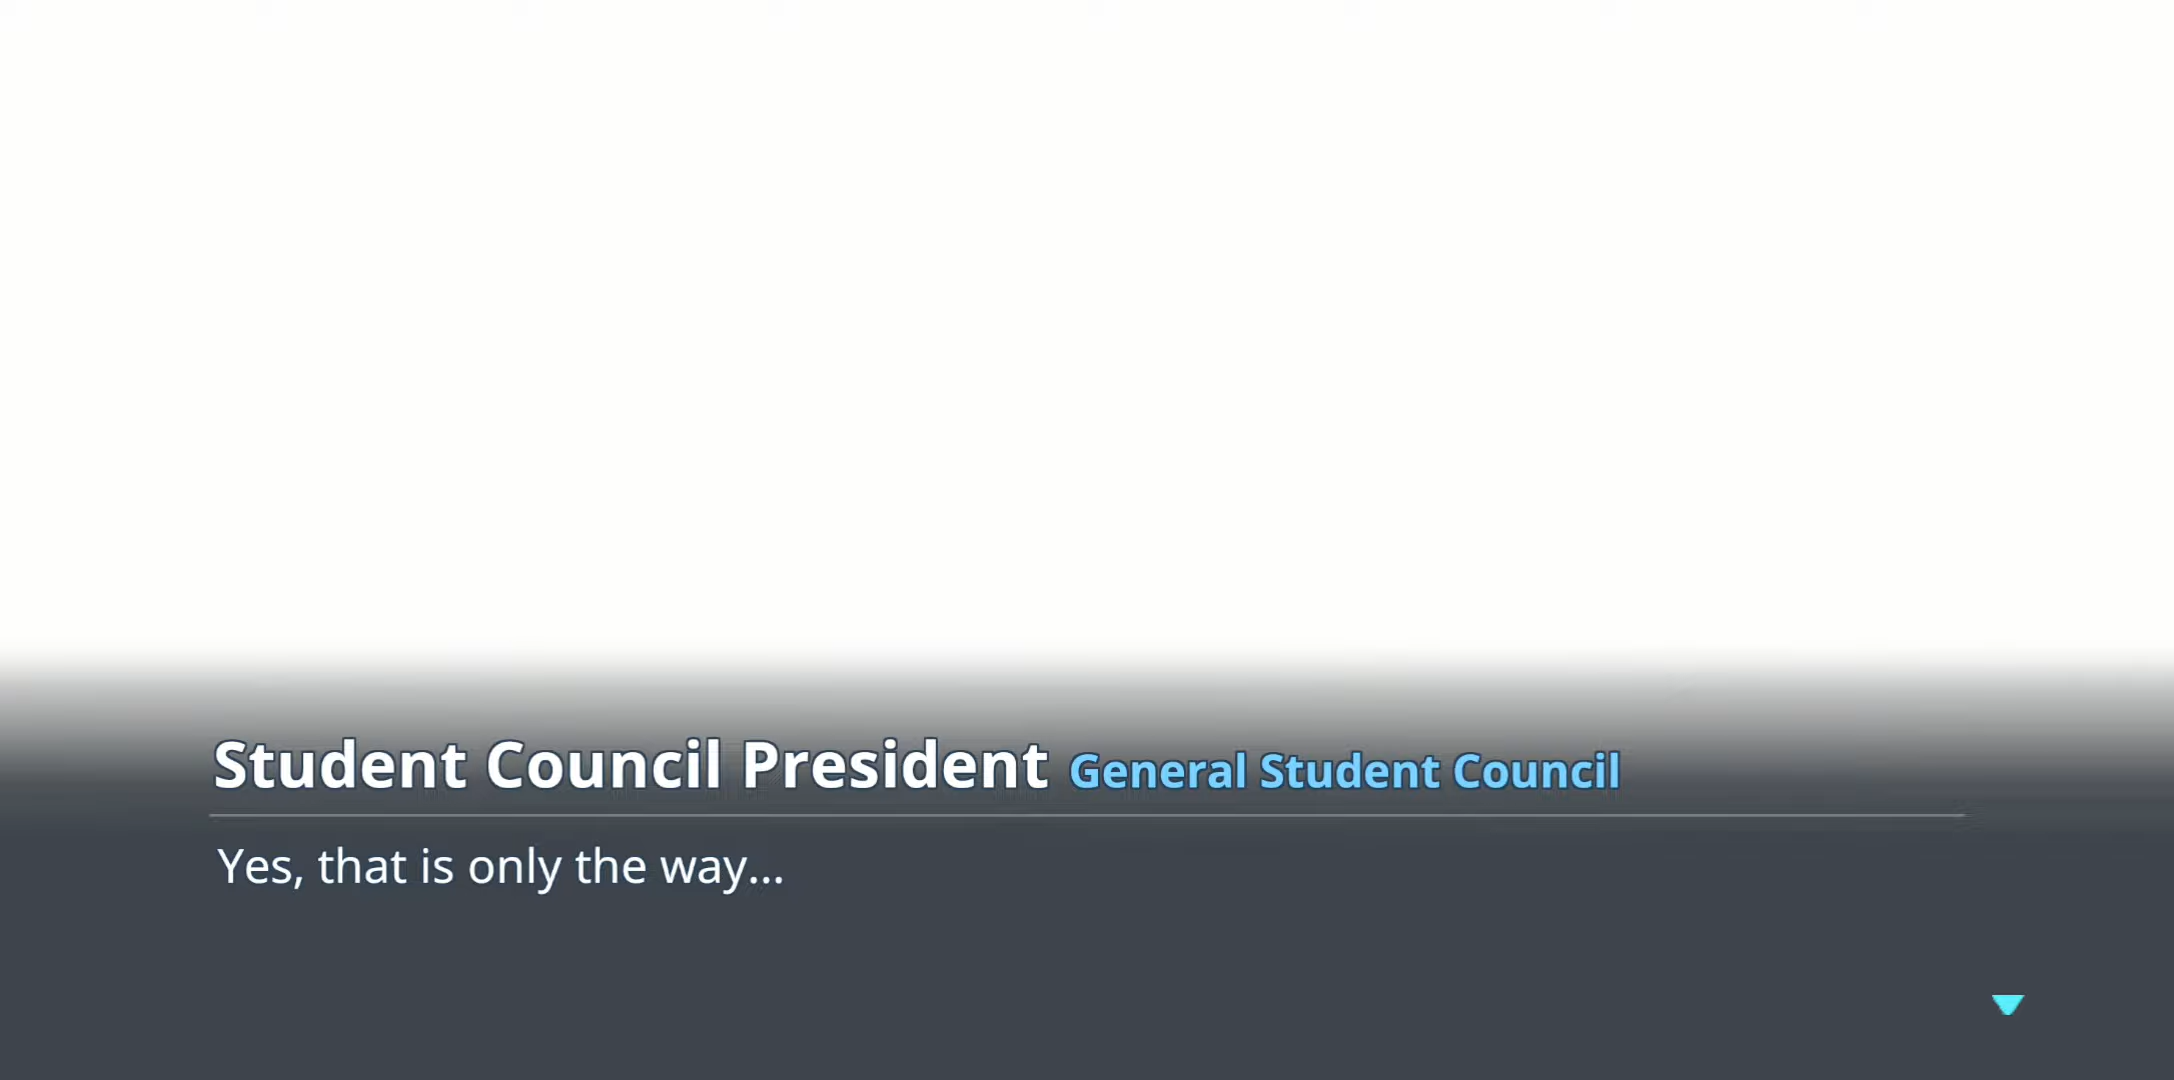 Student Council President General Student Council
Yes, that is only the way...